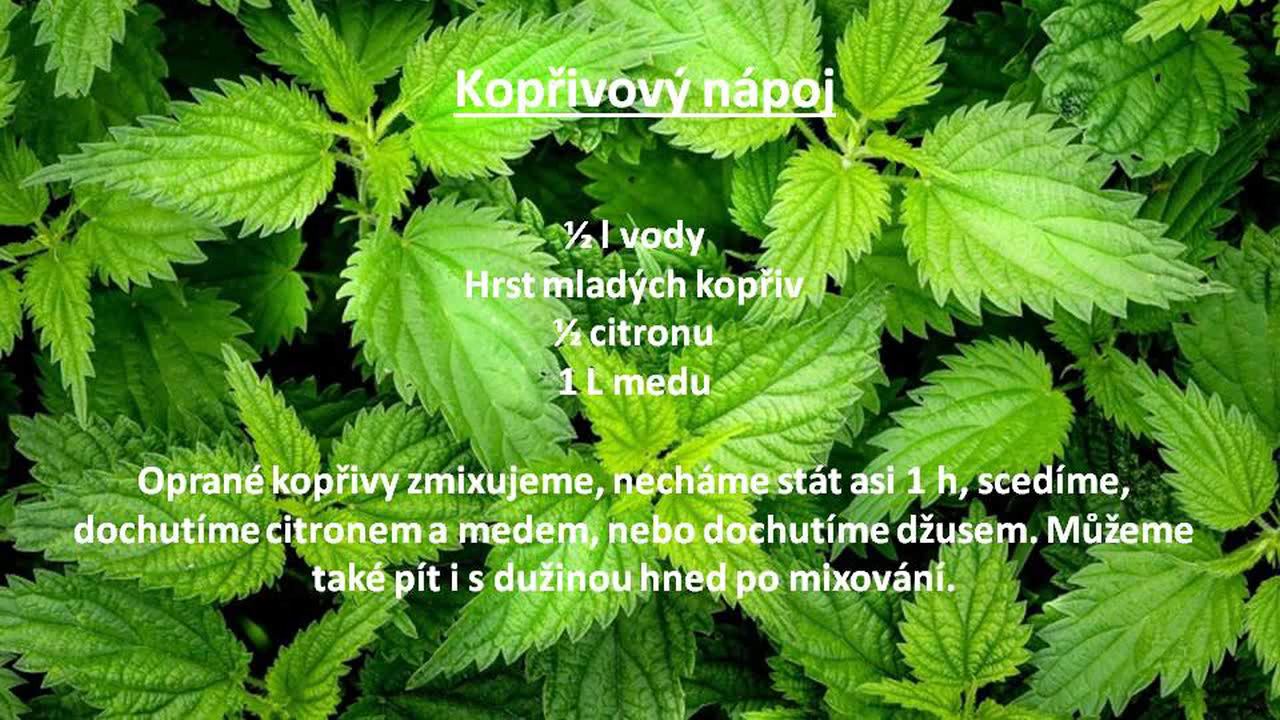 Kopřivový nápoj
½ l vody
Hrst mladých kopřiv
½ citronu
1 L medu
Oprané kopřivy zmixujeme, necháme stát asi 1 h, scedíme,
dochutíme citronem a medem, nebo dochutíme džusem. Můžeme
také pít i s dužinou hned po mixování.